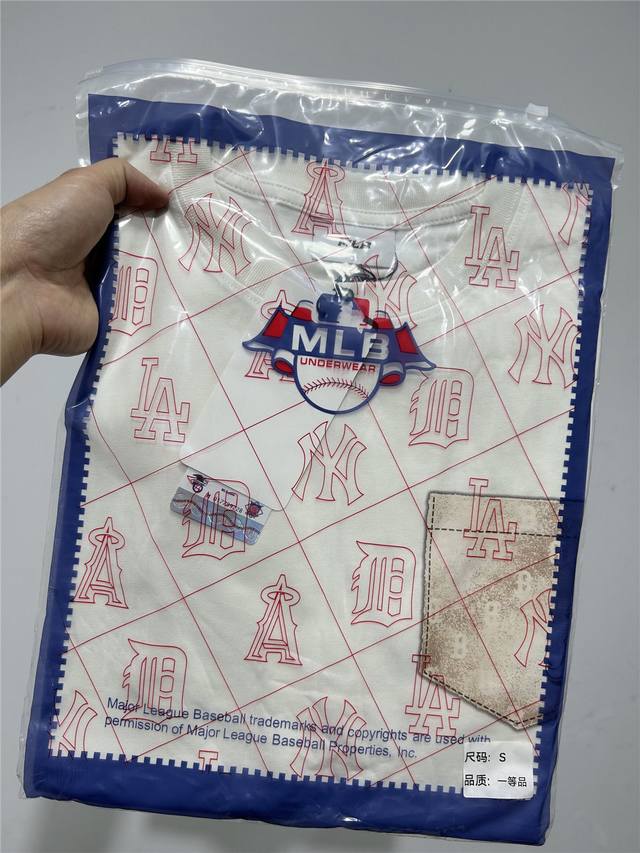 MLB
MLB
UNDERWEAR
Major League Baseball trademarks and copyrights are used with
permission of Major League Baseball Properties, Inc.
尺码: S
品质: 一等品